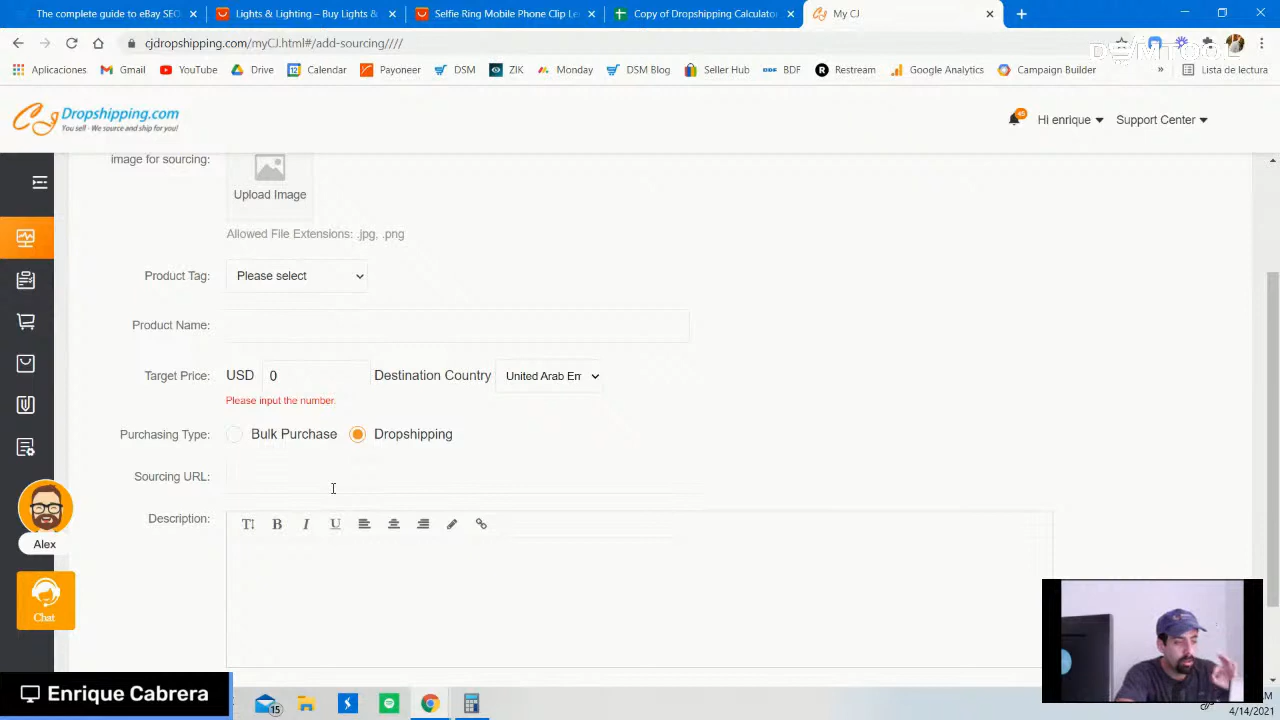 The complete guide to eBay SEO
Lights & Lighting – Buy Lights &
Selfie Ring Mobile Phone Clip Le
Copy of Dropshipping Calculator
My CJ
cjdropshipping.com/myCJ.html#/add-sourcing////
Aplicaciones
Gmail
YouTube
Drive
Calendar
Payoneer
DSM
ZIK
Monday
DSM Blog
Seller Hub
BDF
Restream
Google Analytics
Campaign Builder
»
Lista de lectura
CJ Dropshipping.com
You sell - We source and ship for you!
Hi enrique
Support Center
image for sourcing:
Upload Image
Allowed File Extensions: .jpg, .png
Product Tag: Please select
Product Name:
Target Price: USD 0 Destination Country United Arab Em
Please input the number.
Purchasing Type: Bulk Purchase Dropshipping
Sourcing URL:
Description:
B I U
Alex
Chat
Enrique Cabrera
15
4/14/2021